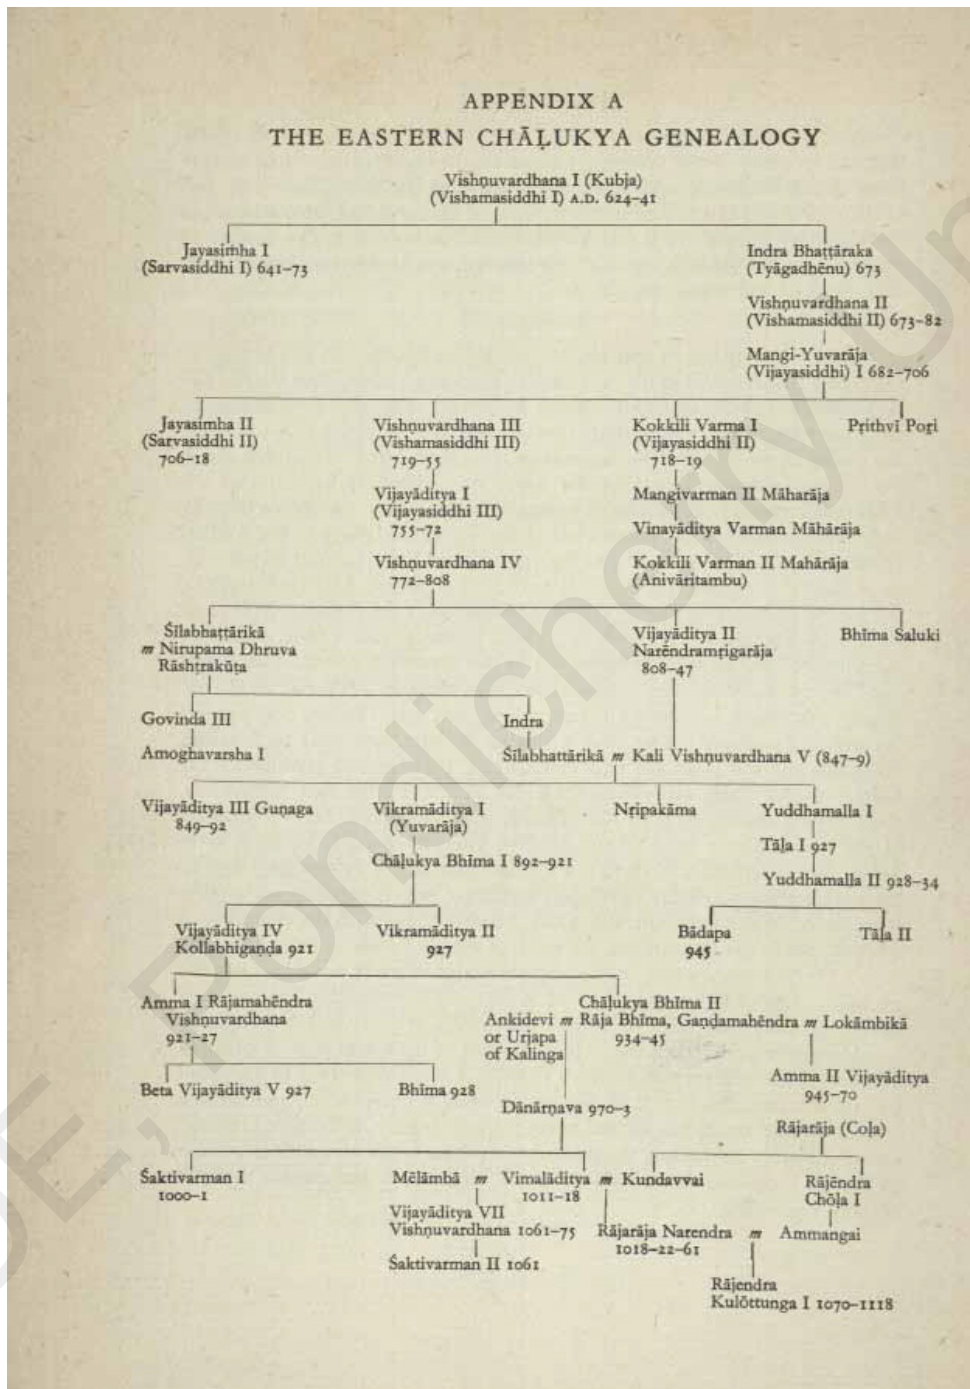 APPENDIX A
THE EASTERN CHĀḶUKYA GENEALOGY
Vishṇuvardhana I (Kubja)
(Vishamasiddhi I) A.D. 624–41
Jayasiṁha I
(Sarvasiddhi I) 641–73
Indra Bhaṭṭāraka
(Tyāgadhēnu) 673
Vishṇuvardhana II
(Vishamasiddhi II) 673–82
Mangi-Yuvarāja
(Vijayasiddhi) I 682–706
Jayasiṁha II
(Sarvasiddhi II)
706–18
Vishṇuvardhana III
(Vishamasiddhi III)
719–55
Kokkili Varma I
(Vijayasiddhi II)
718–19
Pṛithvī Poṛi
Vijayāditya I
(Vijayasiddhi III)
755–72
Mangivarman II Māharāja
Vinayāditya Varman Māhārāja
Vishṇuvardhana IV
772–808
Kokkili Varman II Mahārāja
(Anivāritambu)
Śīlabhaṭṭārikā
m Nirupama Dhruva
Rāshṭrakūṭa
Vijayāditya II
Narēndramṛigarāja
808–47
Bhīma Saluki
Govinda III
Indra
Amoghavarsha I
Śīlabhattārikā m Kali Vishṇuvardhana V (847–9)
Vijayāditya III Guṇaga
849–92
Vikramāditya I
(Yuvarāja)
Nṛipakāma
Yuddhamalla I
Tāḷa I 927
Chāḷukya Bhīma I 892–921
Yuddhamalla II 928–34
Vijayāditya IV
Kollabhigaṇḍa 921
Vikramāditya II
927
Bādapa
945
Tāḷa II
Amma I Rājamahēndra
Vishṇuvardhana
921–27
Chāḷukya Bhīma II
Ankidevi m Rāja Bhīma, Gaṇḍamahēndra m Lokāmbikā
or Urjapa 934–45
of Kalinga
Beta Vijayāditya V 927
Bhīma 928
Amma II Vijayāditya
945–70
Dānārṇava 970–3
Rājarāja (Coḷa)
Śaktivarman I
1000–1
Mēlāmbā m Vimalāditya m Kundavvai
1011–18
Rājēndra
Chōḷa I
Vijayāditya VII
Vishṇuvardhana 1061–75
Rājarāja Narendra m Ammangai
1018–22–61
Śaktivarman II 1061
Rājendra
Kulōttunga I 1070–1118